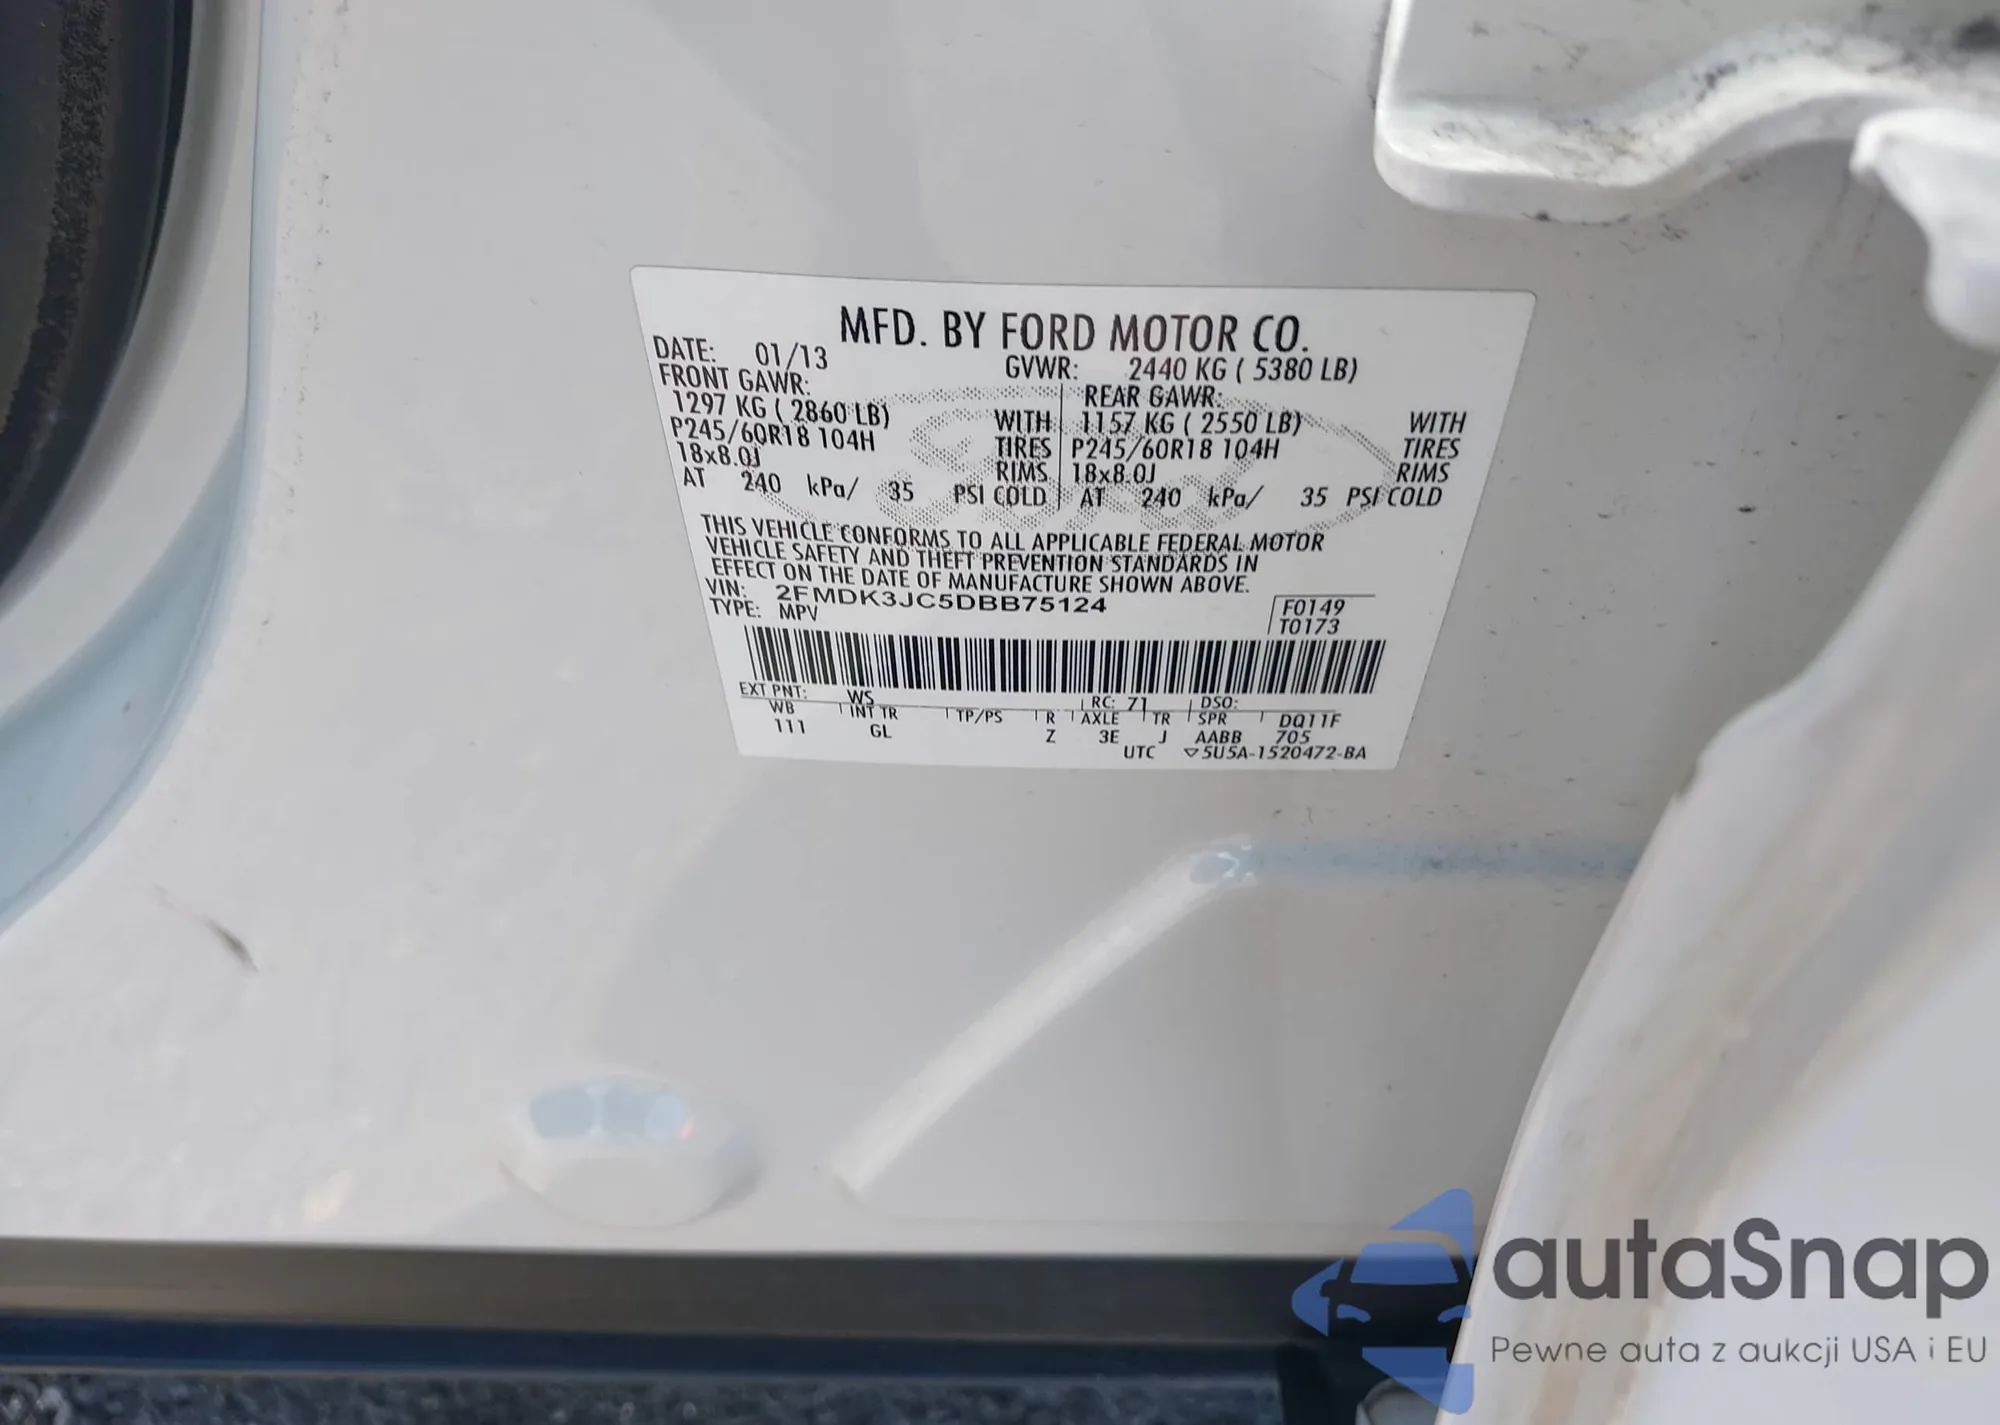 MFD. BY FORD MOTOR CO.
DATE: 01/13 GVWR: 2440 KG ( 5380 LB)
FRONT GAWR: REAR GAWR:
1297 KG ( 2860 LB) WITH 1157 KG ( 2550 LB) WITH
P245/60R18 104H TIRES P245/60R18 104H TIRES
18x8.0J RIMS 18x8.0J RIMS
AT 240 kPa/ 35 PSI COLD AT 240 kPa/ 35 PSI COLD
THIS VEHICLE CONFORMS TO ALL APPLICABLE FEDERAL MOTOR
VEHICLE SAFETY AND THEFT PREVENTION STANDARDS IN
EFFECT ON THE DATE OF MANUFACTURE SHOWN ABOVE.
VIN: 2FMDK3JC5DBB75124 F0149
TYPE: MPV T0173
EXT PNT: WS RC: 71 DSO:
WB INT TR TP/PS R AXLE TR SPR DQ11F
111 GL Z 3E J AABB 705
UTC ▽5U5A-1520472-BA
autaSnap
Pewne auta z aukcji USA i EU